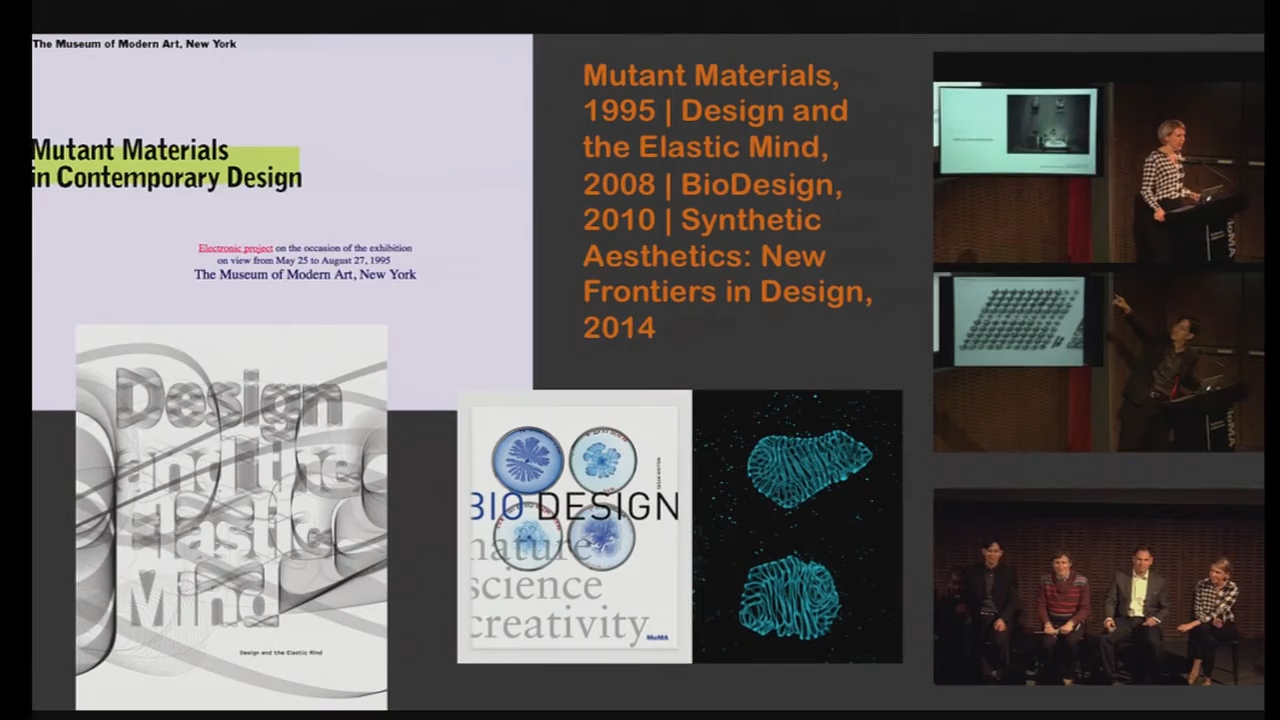 The Museum of Modern Art, New York
Mutant Materials
in Contemporary Design
Electronic project on the occasion of the exhibition
on view from May 25 to August 27, 1995
The Museum of Modern Art, New York
Mutant Materials,
1995 | Design and
the Elastic Mind,
2008 | BioDesign,
2010 | Synthetic
Aesthetics: New
Frontiers in Design,
2014
Design
and the
Elastic
Mind
Design and the Elastic Mind
BIO DESIGN
nature
science
creativity
MoMA
MoMA
MoMA